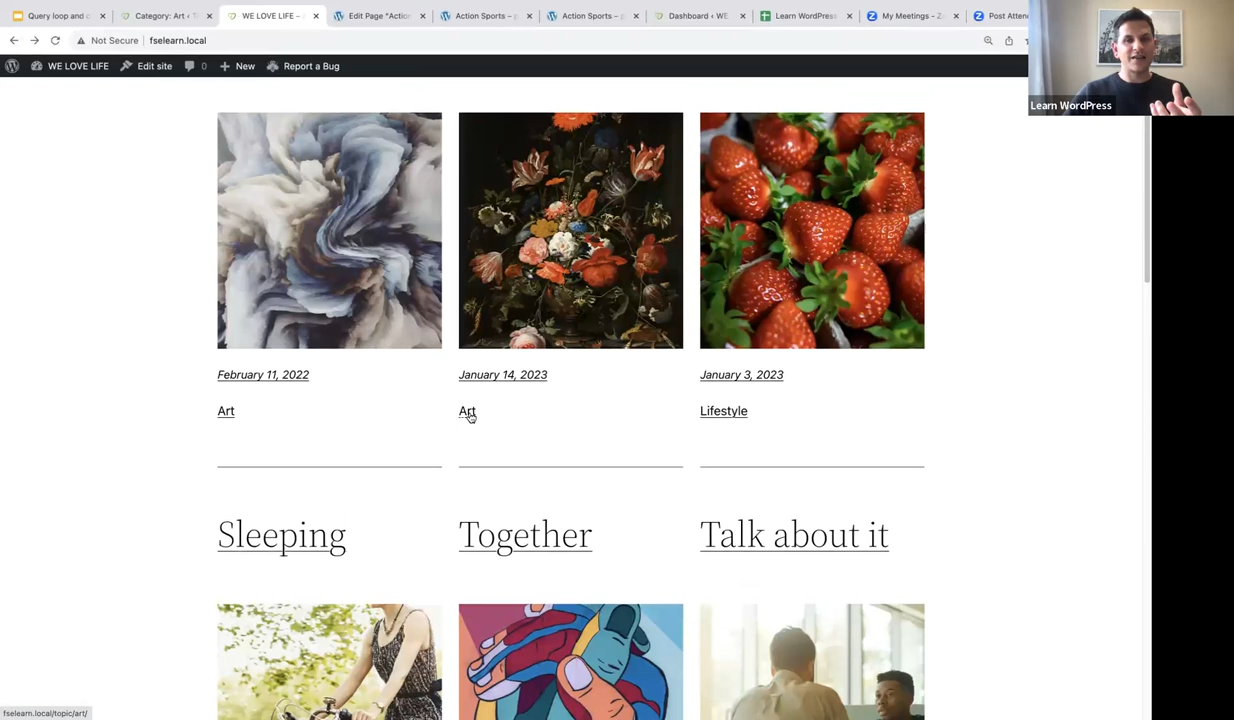 Query loop and c
Category: Art ‹ T
WE LOVE LIFE –
Edit Page "Action
Action Sports – p
Action Sports – p
Dashboard ‹ WE
Learn WordPress
My Meetings - Z
Post Attend
Not Secure
fselearn.local
WE LOVE LIFE
Edit site
0
New
Report a Bug
Learn WordPress
February 11, 2022
January 14, 2023
January 3, 2023
Art
Art
Lifestyle
Sleeping
Together
Talk about it
fselearn.local/topic/art/